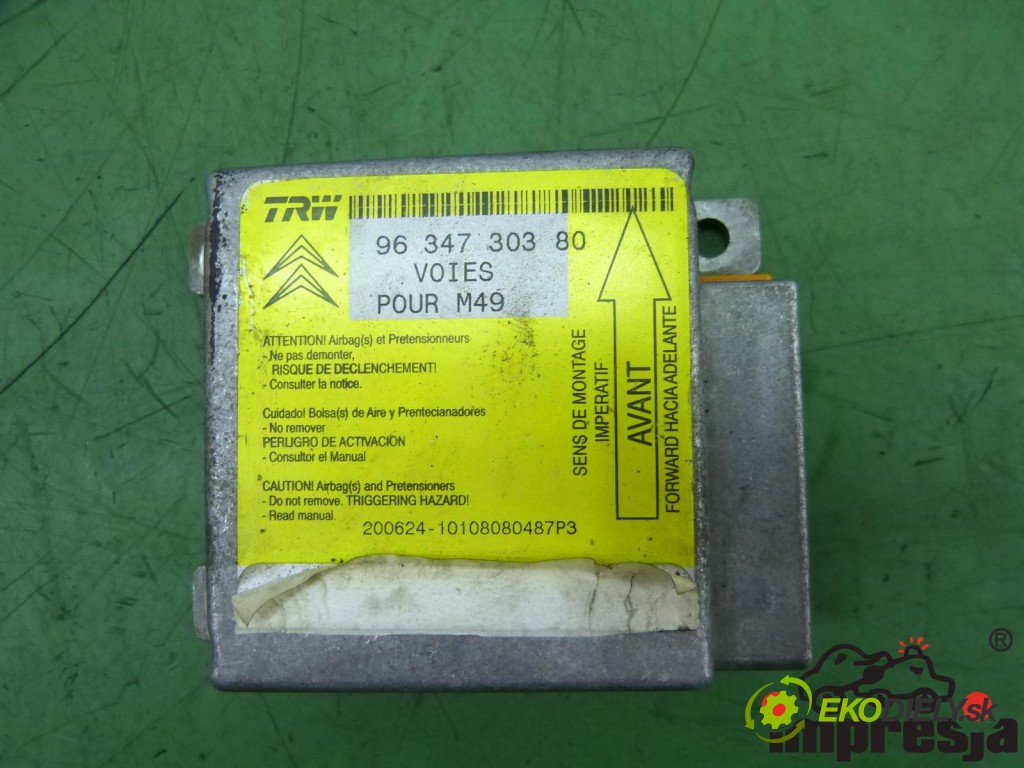 TRW
96 347 303 80
VOIES
POUR M49
ATTENTION! Airbag(s) et Pretensionneurs
- Ne pas demonter,
RISQUE DE DECLENCHEMENT!
- Consulter la notice.
Cuidado! Bolsa(s) de Aire y Prentecianadores
- No remover
PERLIGRO DE ACTIVACION
- Consultor el Manual
CAUTION! Airbag(s) and Pretensioners
- Do not remove. TRIGGERING HAZARD!
- Read manual.
200624-10108080487P3
SENS DE MONTAGE
IMPERATIF
AVANT
FORWARD HACIA ADELANTE
®
EKODIELY.sk
impresja